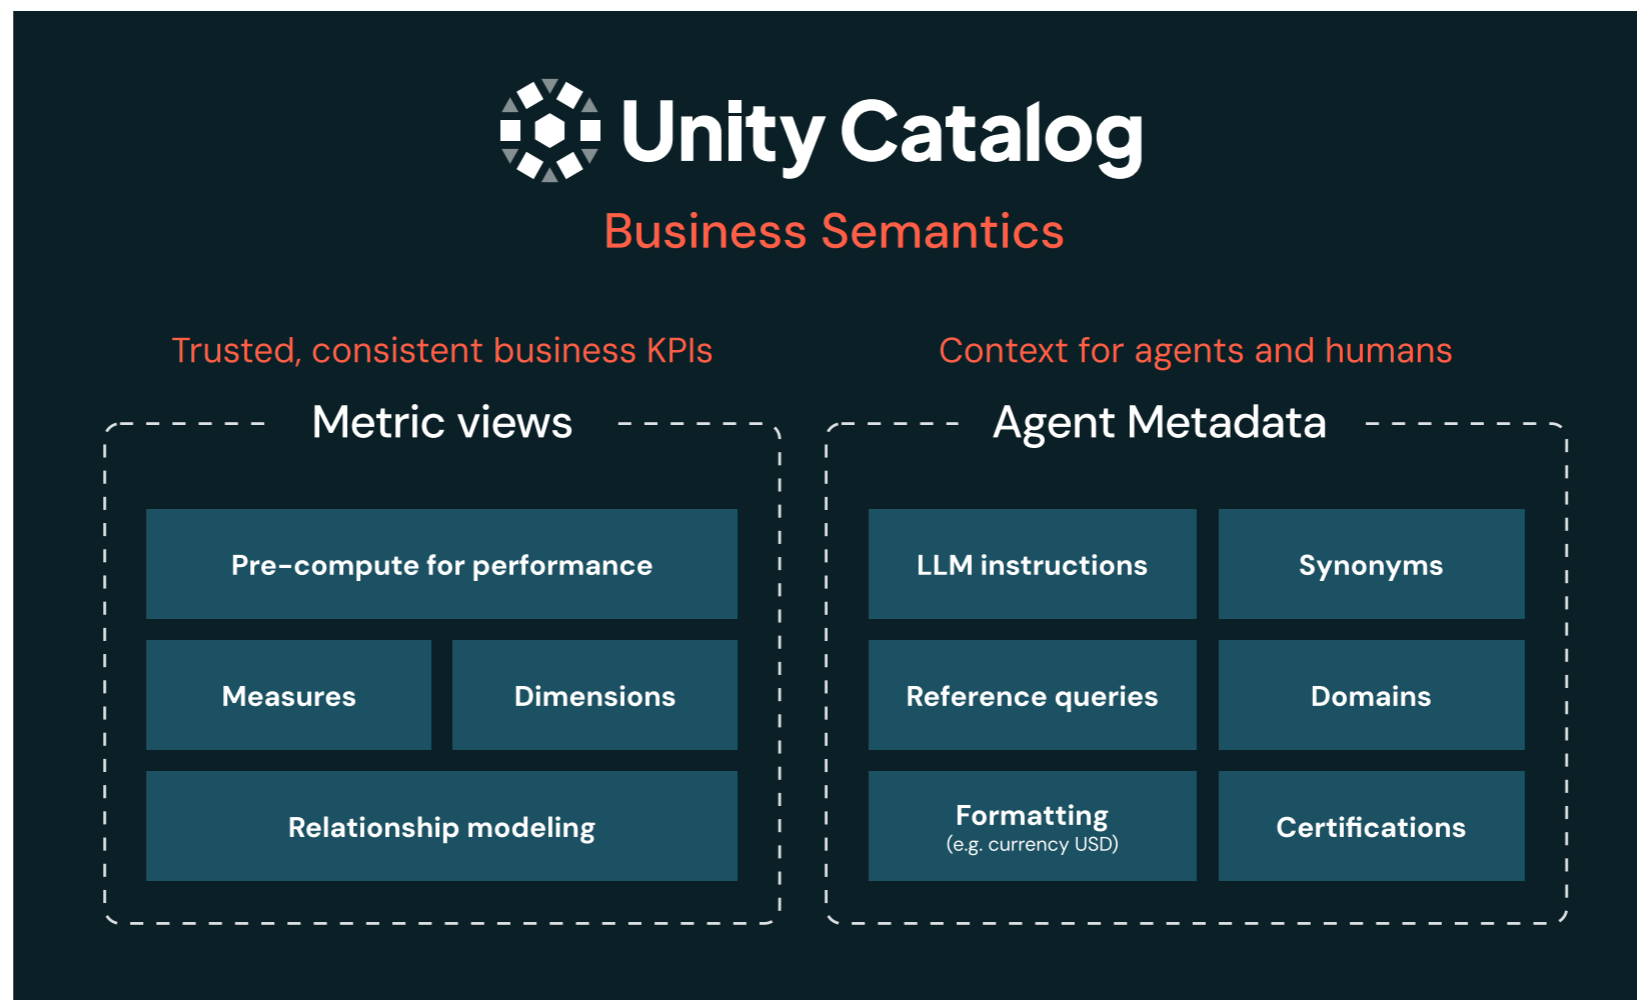 Unity Catalog
Business Semantics
Trusted, consistent business KPIs
Metric views
Pre-compute for performance
Measures
Dimensions
Relationship modeling
Context for agents and humans
Agent Metadata
LLM instructions
Synonyms
Reference queries
Domains
Formatting
(e.g. currency USD)
Certifications